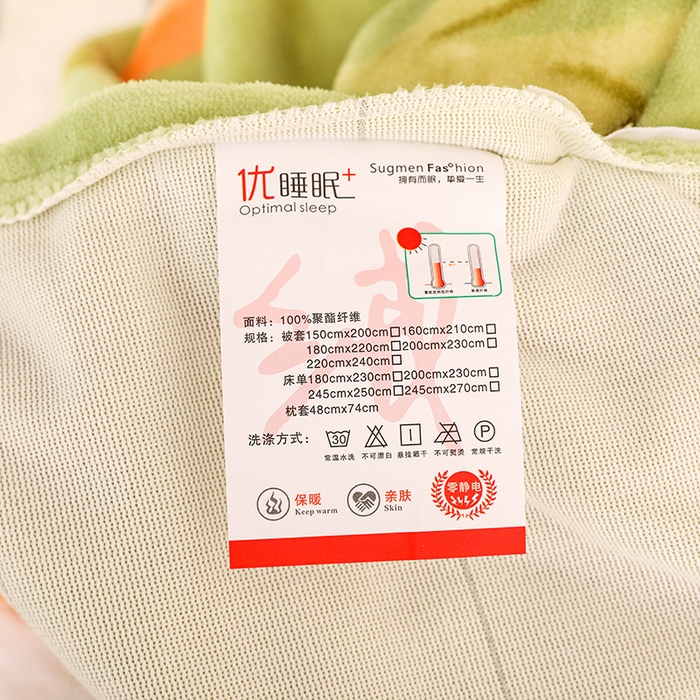 优睡眠+
Optimal sleep
Sugmen Fashion
拥有而眠，挚爱一生
面料：100%聚酯纤维
规格：被套150cmx200cm□160cmx210cm□
180cmx220cm□200cmx230cm□
220cmx240cm□
床单180cmx230cm□200cmx230cm□
245cmx250cm□245cmx270cm□
枕套48cmx74cm
洗涤方式：
30
P
常温水洗 不可漂白 悬挂晒干 不可熨烫 常规干洗
保暖
Keep warm
亲肤
Skin
零静电